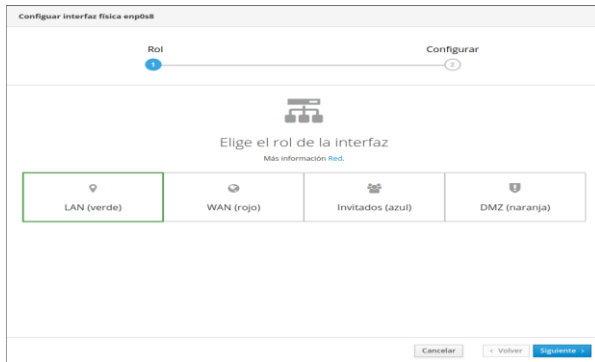 Configuar interfaz física enp0s8
Rol
Configurar
1
2
Elige el rol de la interfaz
Más información Red.
LAN (verde)
WAN (rojo)
Invitados (azul)
DMZ (naranja)
Cancelar
< Volver
Siguiente >